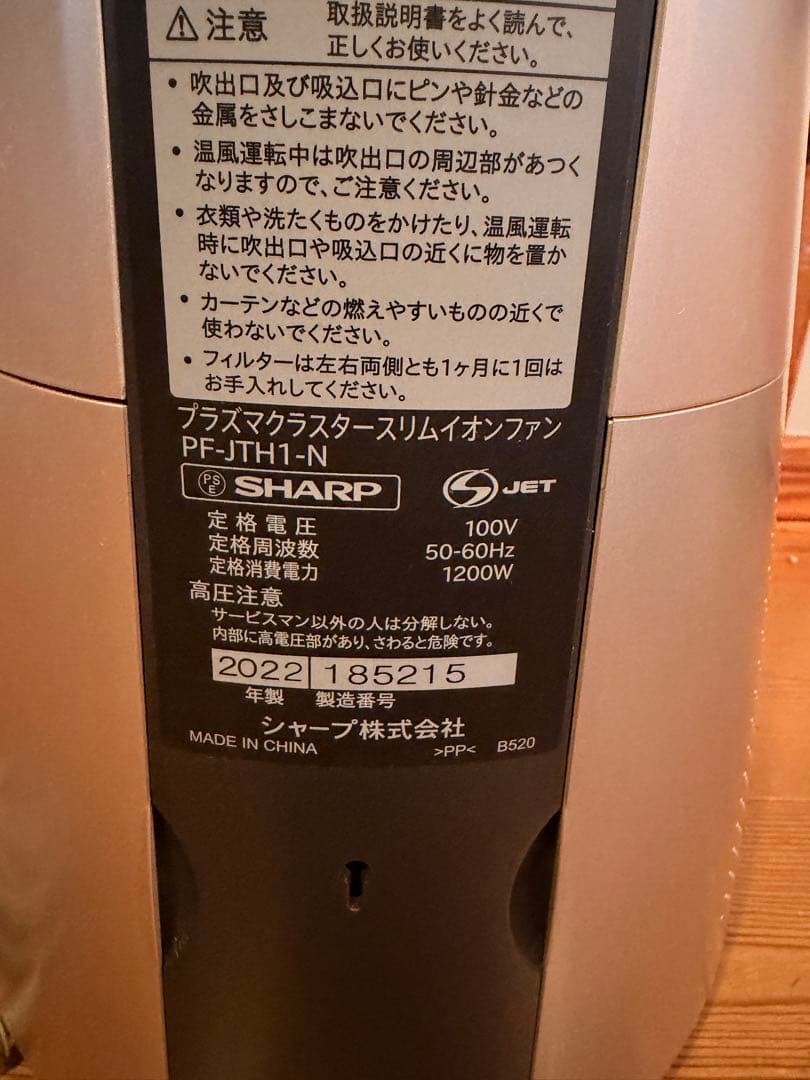 ⚠注意
取扱説明書をよく読んで、
正しくお使いください。
• 吹出口及び吸込口にピンや針金などの
金属をさしこまないでください。
• 温風運転中は吹出口の周辺部があつく
なりますので、ご注意ください。
• 衣類や洗たくものをかけたり、温風運転
時に吹出口や吸込口の近くに物を置か
ないでください。
• カーテンなどの燃えやすいものの近くで
使わないでください。
• フィルターは左右両側とも1ヶ月に1回は
お手入れしてください。
プラズマクラスタースリムイオンファン
PF-JTH1-N
PSE SHARP S JET
定格電圧 100V
定格周波数 50-60Hz
定格消費電力 1200W
高圧注意
サービスマン以外の人は分解しない。
内部に高電圧部があり、さわると危険です。
2022 185215
年製 製造番号
シャープ株式会社
MADE IN CHINA >PP< B520